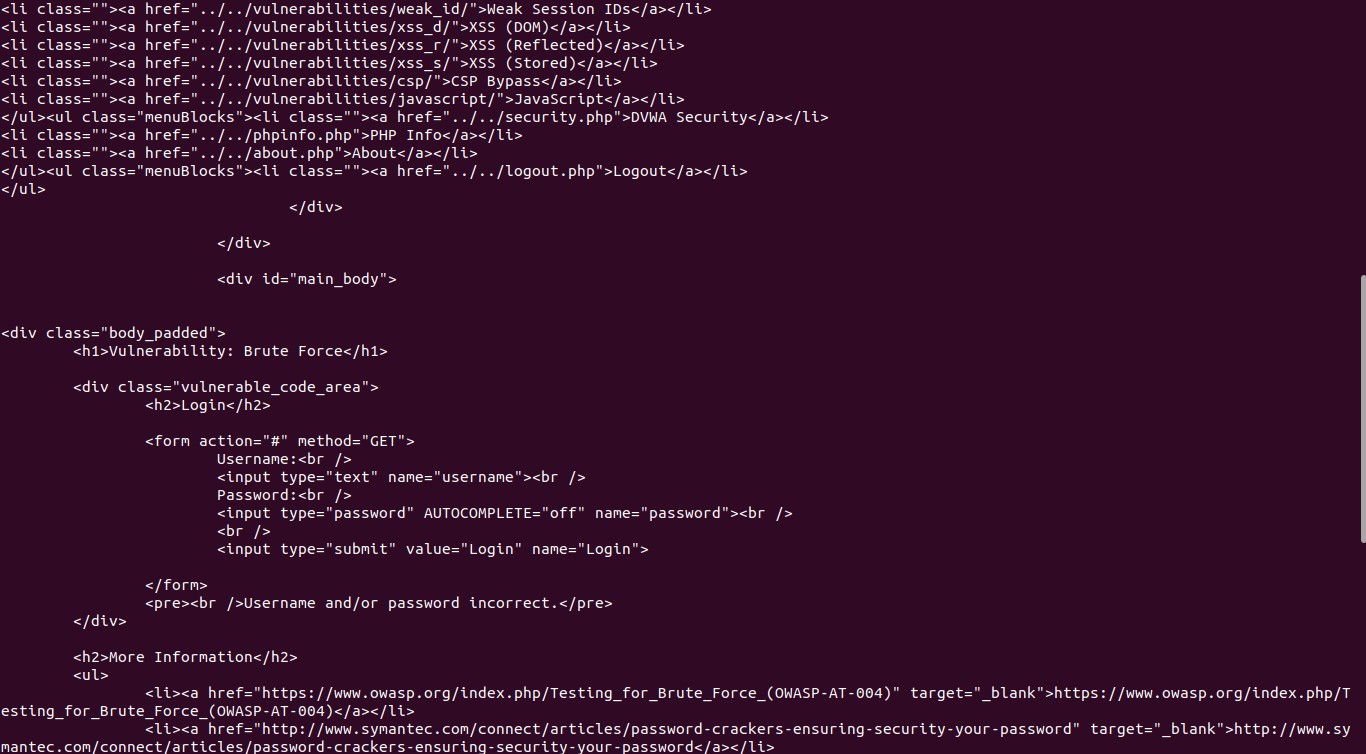 <li class=""><a href="../../vulnerabilities/weak_id/">Weak Session IDs</a></li>
<li class=""><a href="../../vulnerabilities/xss_d/">XSS (DOM)</a></li>
<li class=""><a href="../../vulnerabilities/xss_r/">XSS (Reflected)</a></li>
<li class=""><a href="../../vulnerabilities/xss_s/">XSS (Stored)</a></li>
<li class=""><a href="../../vulnerabilities/csp/">CSP Bypass</a></li>
<li class=""><a href="../../vulnerabilities/javascript/">JavaScript</a></li>
</ul><ul class="menuBlocks"><li class=""><a href="../../security.php">DVWA Security</a></li>
<li class=""><a href="../../phpinfo.php">PHP Info</a></li>
<li class=""><a href="../../about.php">About</a></li>
</ul><ul class="menuBlocks"><li class=""><a href="../../logout.php">Logout</a></li>
</ul>
</div>
</div>
<div id="main_body">
<div class="body_padded">
<h1>Vulnerability: Brute Force</h1>
<div class="vulnerable_code_area">
<h2>Login</h2>
<form action="#" method="GET">
Username:<br />
<input type="text" name="username"><br />
Password:<br />
<input type="password" AUTOCOMPLETE="off" name="password"><br />
<br />
<input type="submit" value="Login" name="Login">
</form>
<pre><br />Username and/or password incorrect.</pre>
</div>
<h2>More Information</h2>
<ul>
<li><a href="https://www.owasp.org/index.php/Testing_for_Brute_Force_(OWASP-AT-004)" target="_blank">https://www.owasp.org/index.php/T
esting_for_Brute_Force_(OWASP-AT-004)</a></li>
<li><a href="http://www.symantec.com/connect/articles/password-crackers-ensuring-security-your-password" target="_blank">http://www.sy
mantec.com/connect/articles/password-crackers-ensuring-security-your-password</a></li>